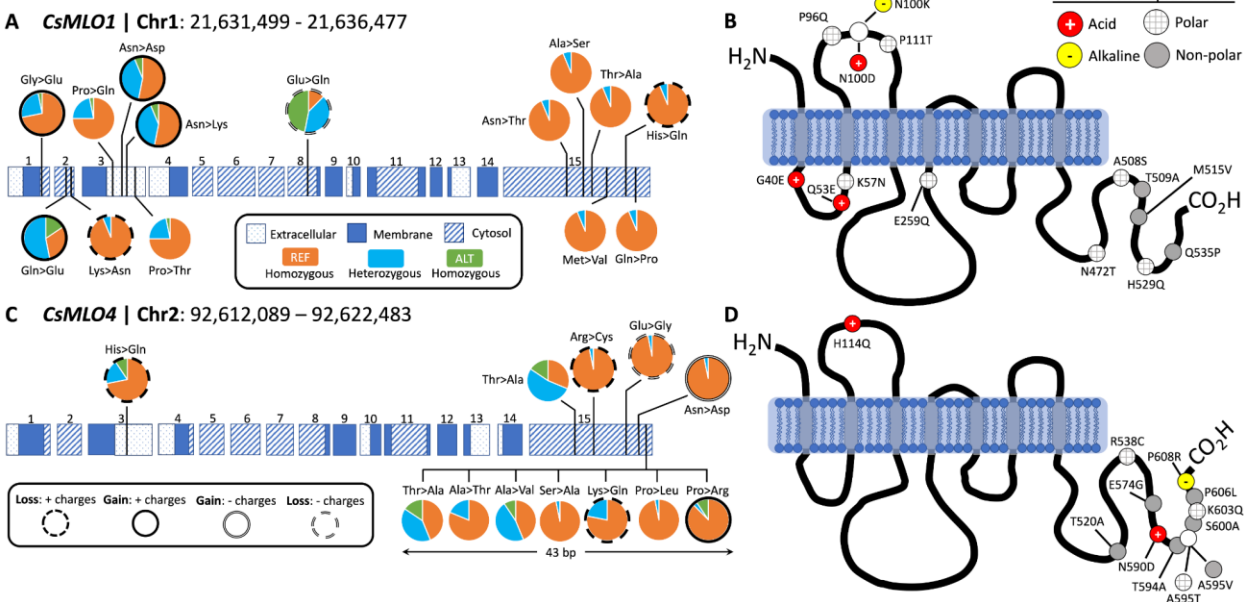 A CsMLO1 | Chr1: 21,631,499 - 21,636,477
Asn>Asp
Gly>Glu
Pro>Gln
Asn>Lys
Glu>Gln
Ala>Ser
Thr>Ala
Asn>Thr
His>Gln
1 2 3 4 5 6 7 8 9 10 11 12 13 14 15
Gln>Glu
Lys>Asn
Pro>Thr
Met>Val
Gln>Pro
Extracellular Membrane Cytosol
REF ALT
Homozygous Heterozygous Homozygous
B
H₂N
P96Q
N100K
P111T
N100D
+ Acid
Polar
- Alkaline
Non-polar
G40E
Q53E
K57N
E259Q
A508S
T509A
M515V
CO₂H
N472T
H529Q
Q535P
C CsMLO4 | Chr2: 92,612,089 – 92,622,483
His>Gln
Thr>Ala
Arg>Cys
Glu>Gly
Asn>Asp
1 2 3 4 5 6 7 8 9 10 11 12 13 14 15
Loss: + charges
Gain: + charges
Gain: - charges
Loss: - charges
Thr>Ala Ala>Thr Ala>Val Ser>Ala Lys>Gln Pro>Leu Pro>Arg
43 bp
D
H₂N
H114Q
R538C
P608R
CO₂H
E574G
P606L
K603Q
S600A
T520A
N590D
T594A
A595T
A595V